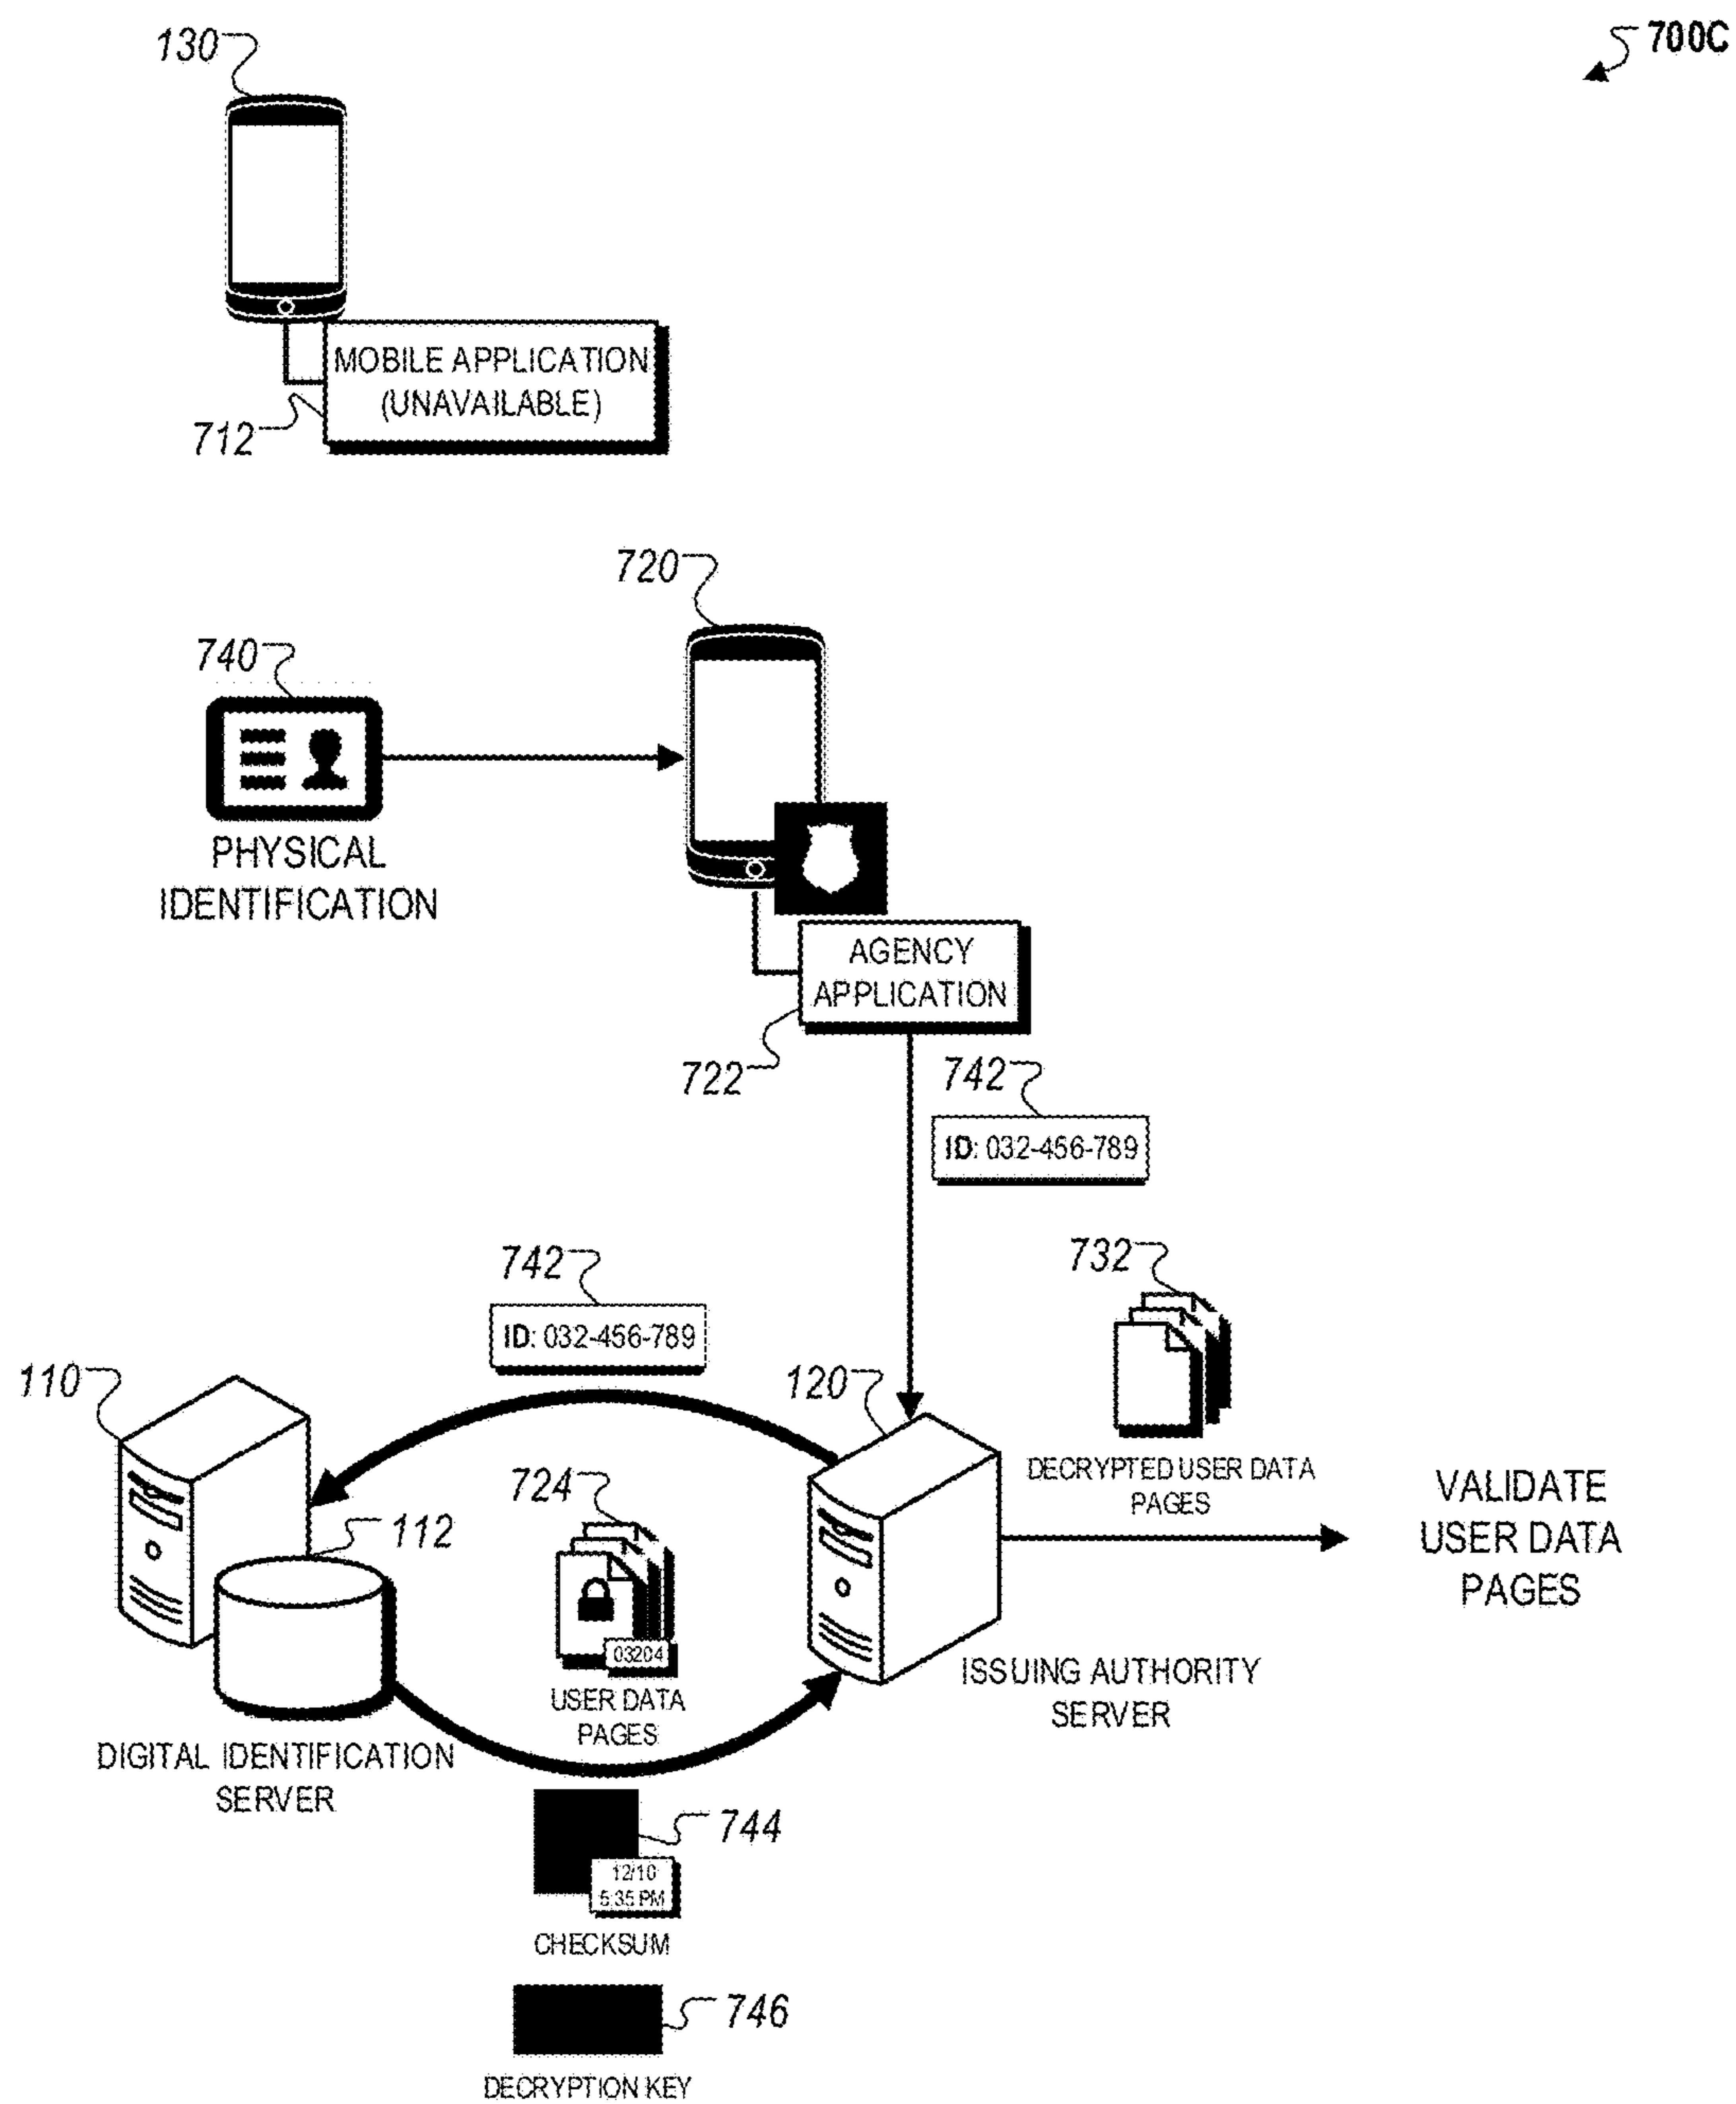 700C
130
MOBILE APPLICATION
(UNAVAILABLE)
712
720
740
PHYSICAL
IDENTIFICATION
AGENCY
APPLICATION
722
742
ID: 032-456-789
742
ID: 032-456-789
732
DECRYPTED USER DATA
PAGES
VALIDATE
USER DATA
PAGES
110
112
120
724
03204
USER DATA
PAGES
ISSUING AUTHORITY
SERVER
DIGITAL IDENTIFICATION
SERVER
744
12/10
5:35 PM
CHECKSUM
746
DECRYPTION KEY